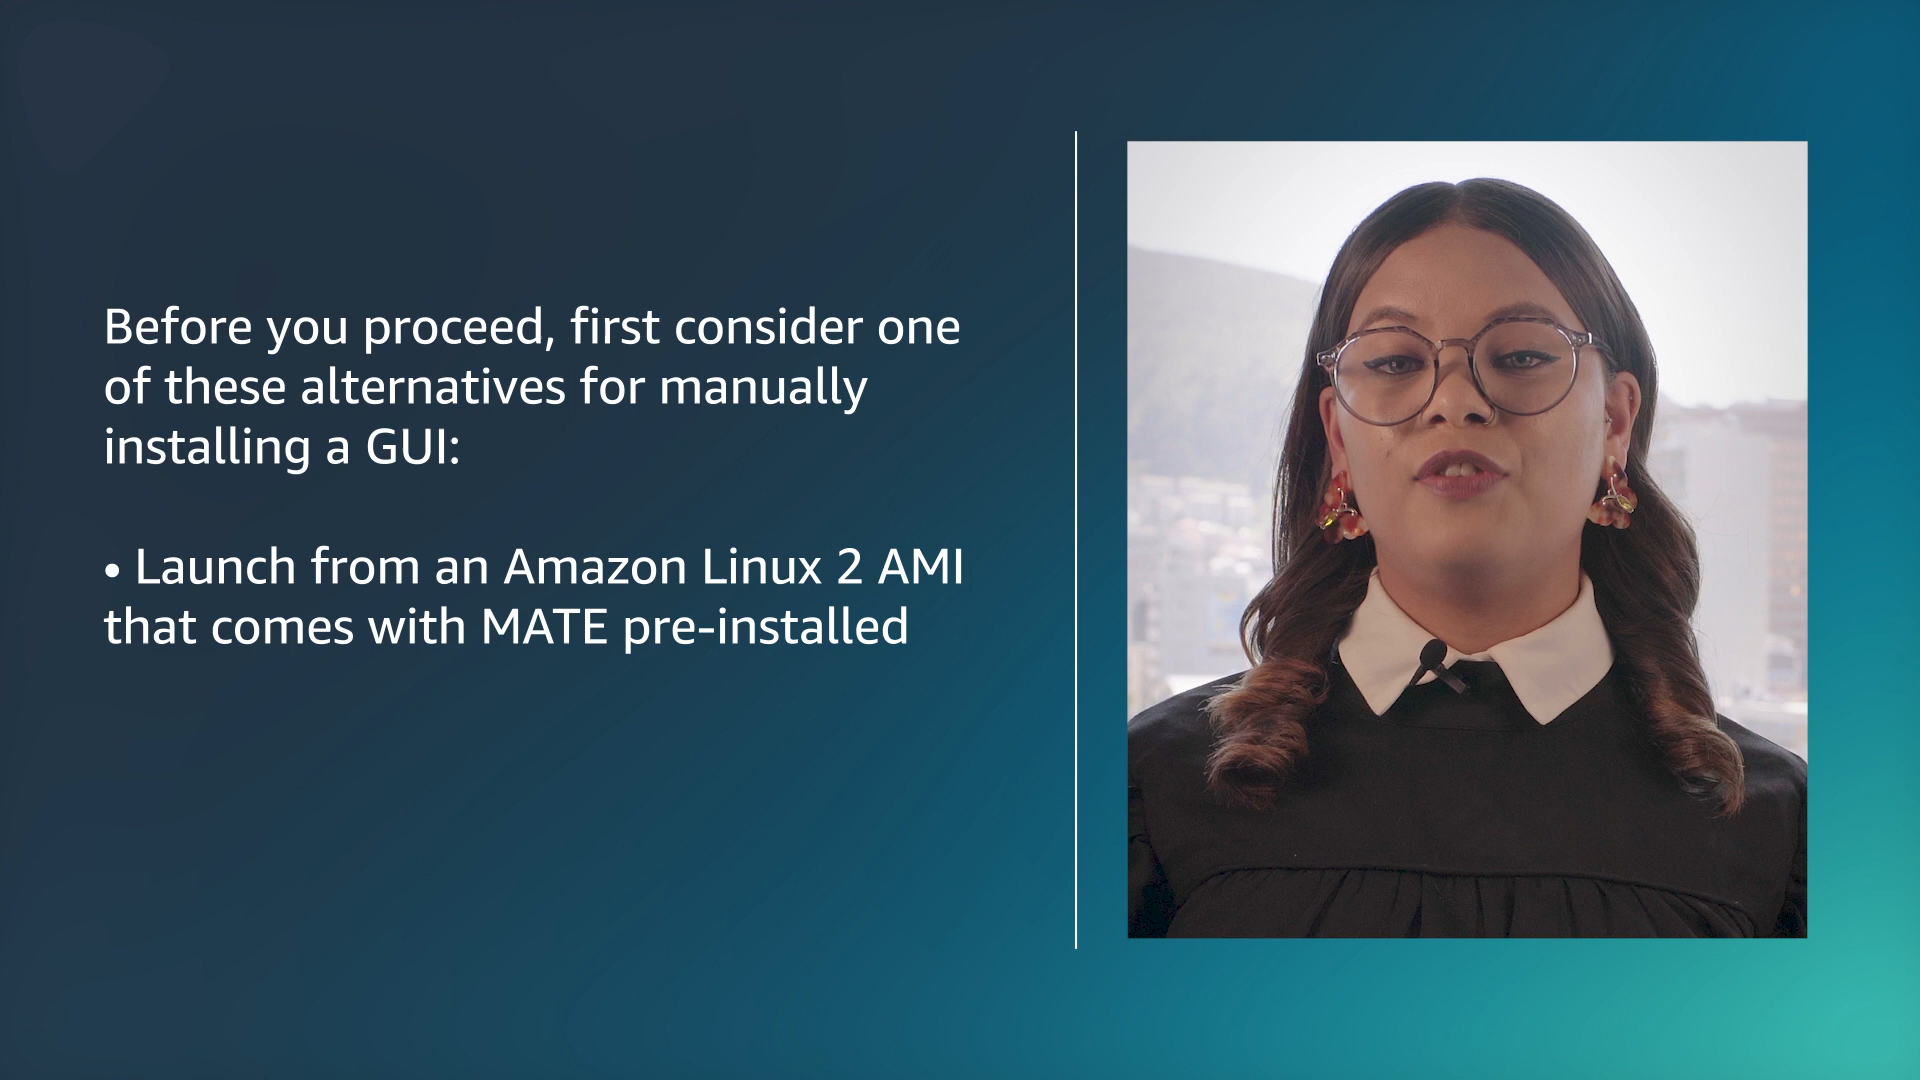 Before you proceed, first consider one
of these alternatives for manually
installing a GUI:
• Launch from an Amazon Linux 2 AMI
that comes with MATE pre-installed